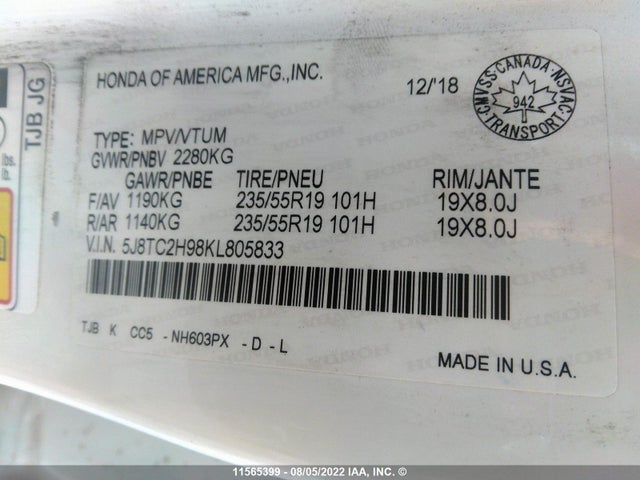 TJB JG
lbs.
lb.
HONDA OF AMERICA MFG.,INC.
12/'18
CMVSS·CANADA·NSVAC·TRANSPORT
942
TYPE: MPV/VTUM
GVWR/PNBV 2280KG
GAWR/PNBE TIRE/PNEU RIM/JANTE
F/AV 1190KG 235/55R19 101H 19X8.0J
R/AR 1140KG 235/55R19 101H 19X8.0J
V.I.N. 5J8TC2H98KL805833
TJB K CC5 -NH603PX -D-L
MADE IN U.S.A.
11565399 - 08/05/2022 IAA, INC. ©